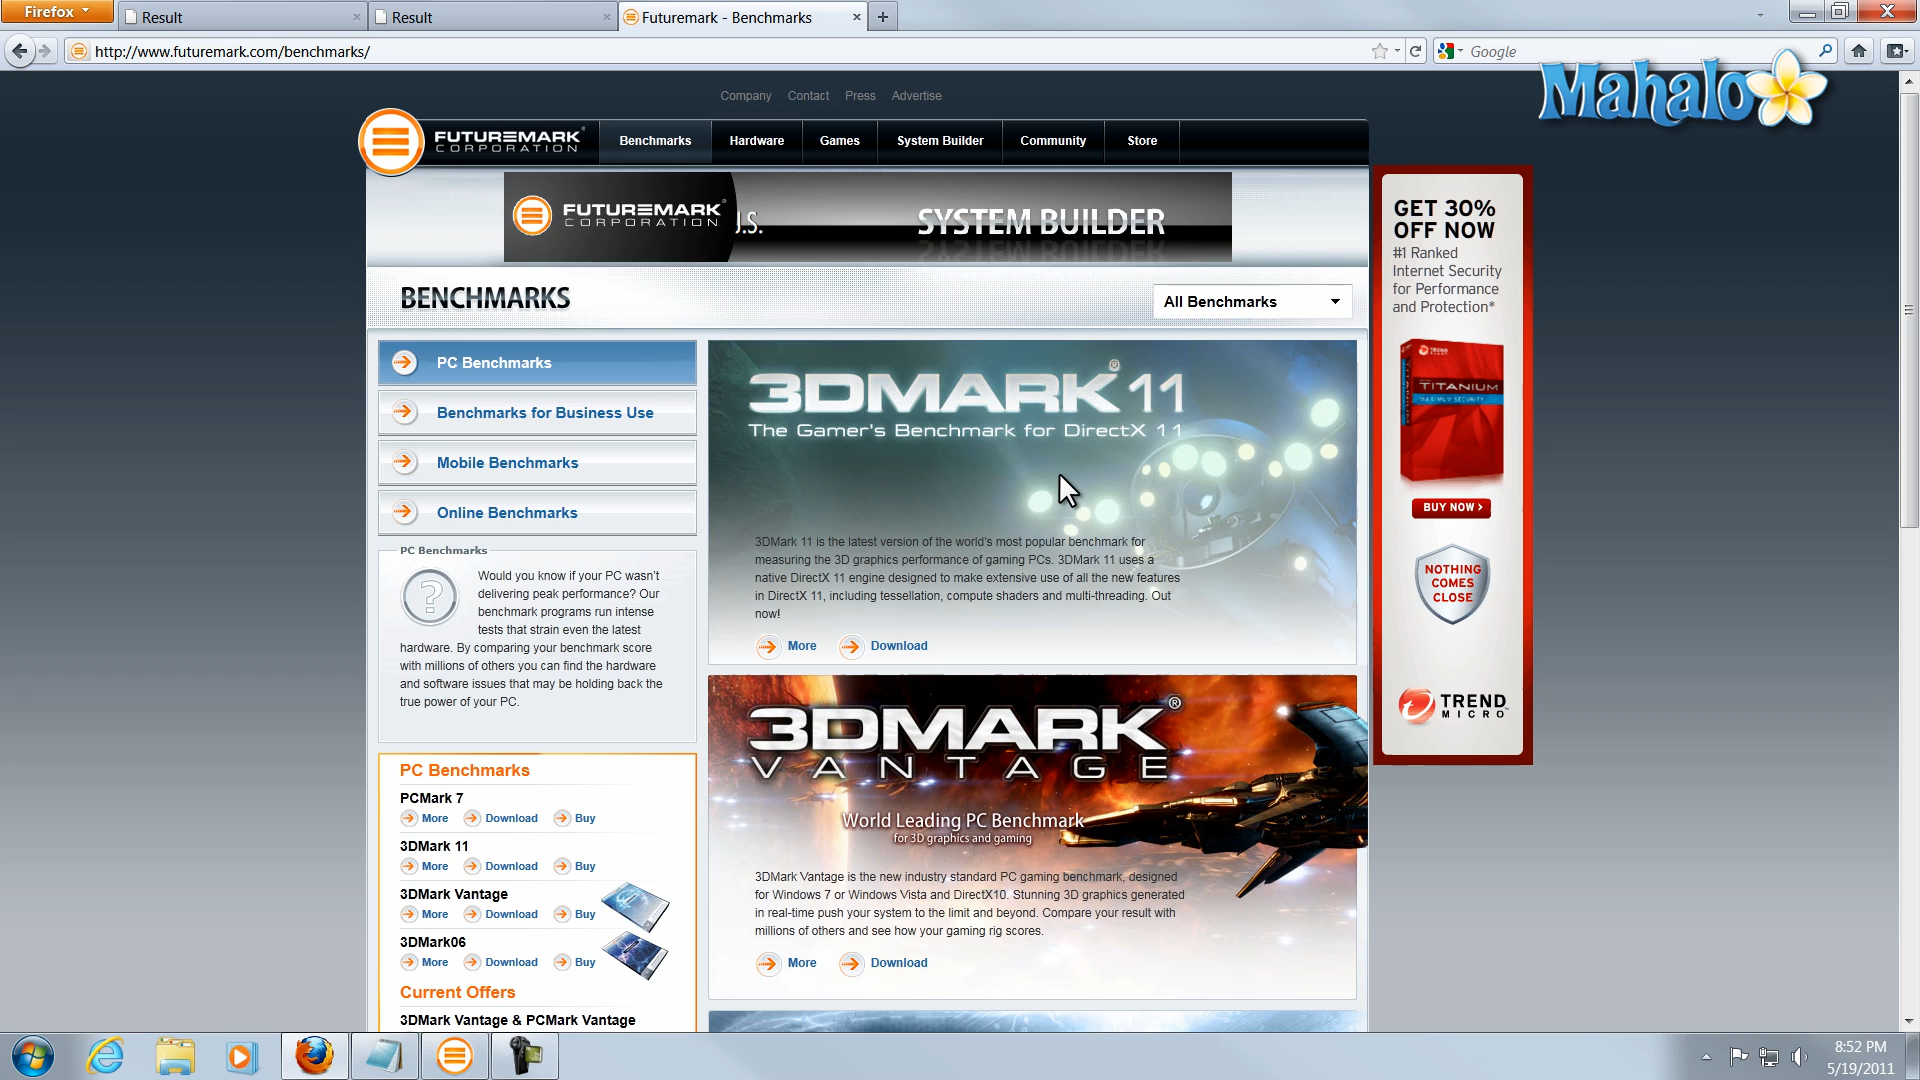 Firefox
Result
Result
Futuremark - Benchmarks
http://www.futuremark.com/benchmarks/
Google
Mahalo
Company Contact Press Advertise
FUTUREMARK CORPORATION
Benchmarks Hardware Games System Builder Community Store
FUTUREMARK CORPORATION
U.S. SYSTEM BUILDER
BENCHMARKS
All Benchmarks
PC Benchmarks
Benchmarks for Business Use
Mobile Benchmarks
Online Benchmarks
PC Benchmarks
Would you know if your PC wasn't
delivering peak performance? Our
benchmark programs run intense
tests that strain even the latest
hardware. By comparing your benchmark score
with millions of others you can find the hardware
and software issues that may be holding back the
true power of your PC.
PC Benchmarks
PCMark 7
More Download Buy
3DMark 11
More Download Buy
3DMark Vantage
More Download Buy
3DMark06
More Download Buy
Current Offers
3DMark Vantage & PCMark Vantage
3DMARK® 11
The Gamer's Benchmark for DirectX 11
3DMark 11 is the latest version of the world's most popular benchmark for
measuring the 3D graphics performance of gaming PCs. 3DMark 11 uses a
native DirectX 11 engine designed to make extensive use of all the new features
in DirectX 11, including tessellation, compute shaders and multi-threading. Out
now!
More Download
3DMARK®
VANTAGE
World Leading PC Benchmark
for 3D graphics and gaming
3DMark Vantage is the new industry standard PC gaming benchmark, designed
for Windows 7 or Windows Vista and DirectX10. Stunning 3D graphics generated
in real-time push your system to the limit and beyond. Compare your result with
millions of others and see how your gaming rig scores.
More Download
GET 30%
OFF NOW
#1 Ranked
Internet Security
for Performance
and Protection*
TITANIUM
MAXIMUM SECURITY
BUY NOW >
NOTHING
COMES
CLOSE
TREND
MICRO
8:52 PM
5/19/2011